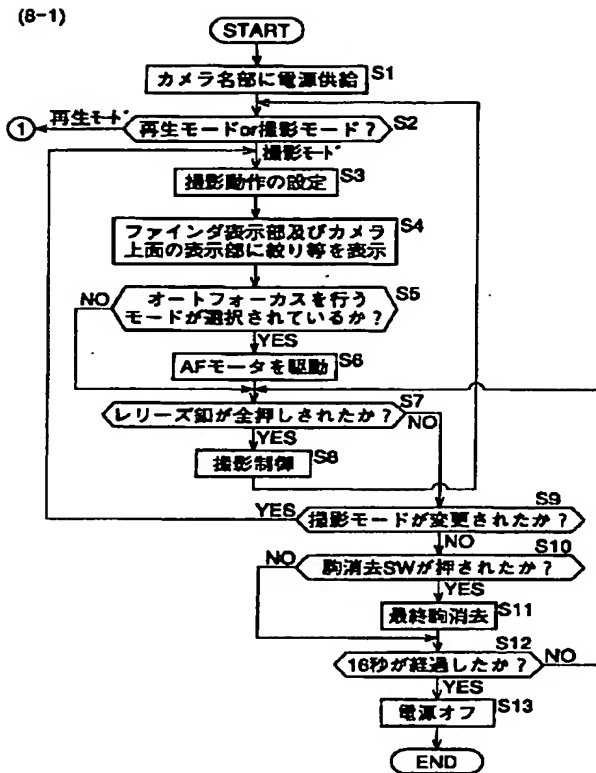 (8-1)
START
カメラ名部に電源供給 S1
再生モード
① 再生モードor撮影モード? S2
撮影モード
撮影動作の設定 S3
ファインダ表示部及びカメラ
上面の表示部に絞り等を表示 S4
オートフォーカスを行う
モードが選択されているか? S5
NO
YES
AFモータを駆動 S6
レリーズ釦が全押しされたか? S7
NO
YES
撮影制御 S8
YES 撮影モードが変更されたか? S9
NO
NO 駒消去SWが押されたか? S10
YES
最終駒消去 S11
16秒が経過したか? S12 NO
YES
電源オフ S13
END